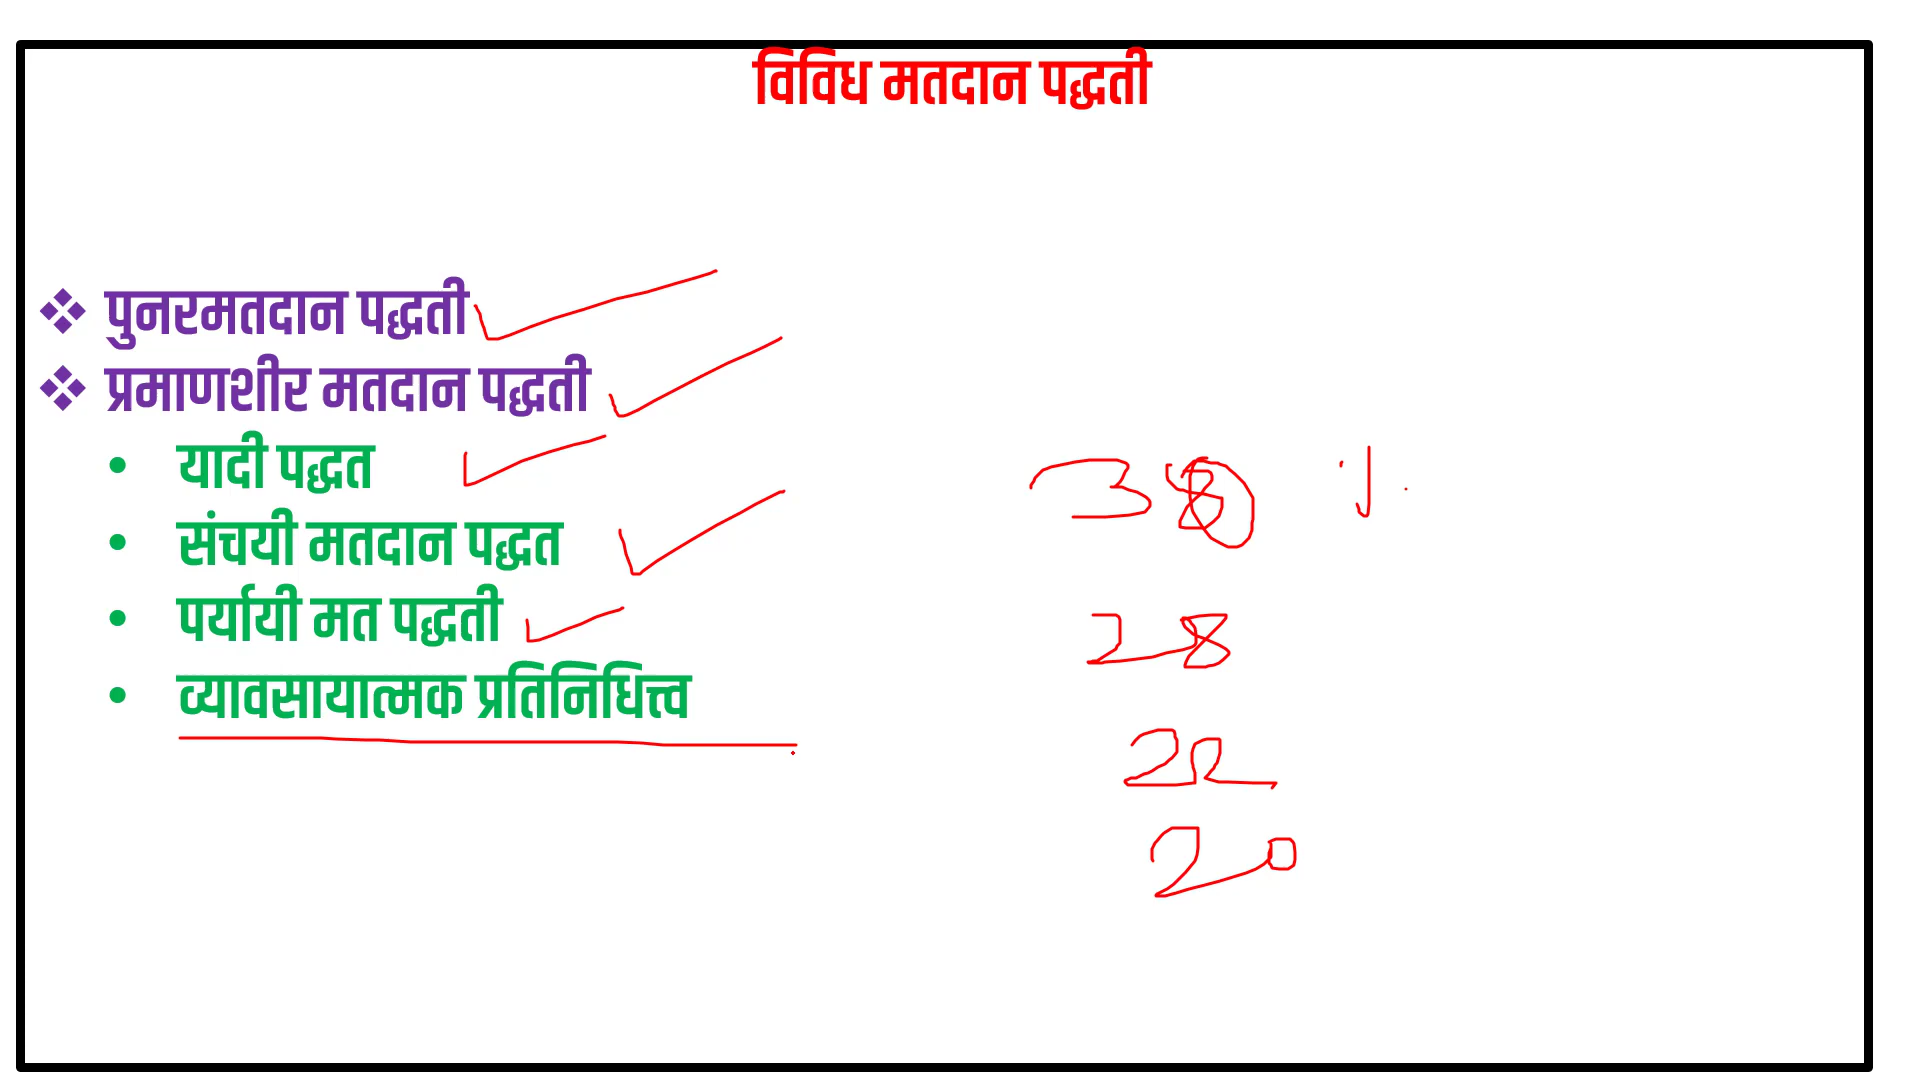 विविध मतदान पद्धती
❖ पुनरमतदान पद्धती
❖ प्रमाणशीर मतदान पद्धती
• यादी पद्धत
• संचयी मतदान पद्धत
• पर्यायी मत पद्धती
• व्यावसायात्मक प्रतिनिधित्त्व
28
22
20